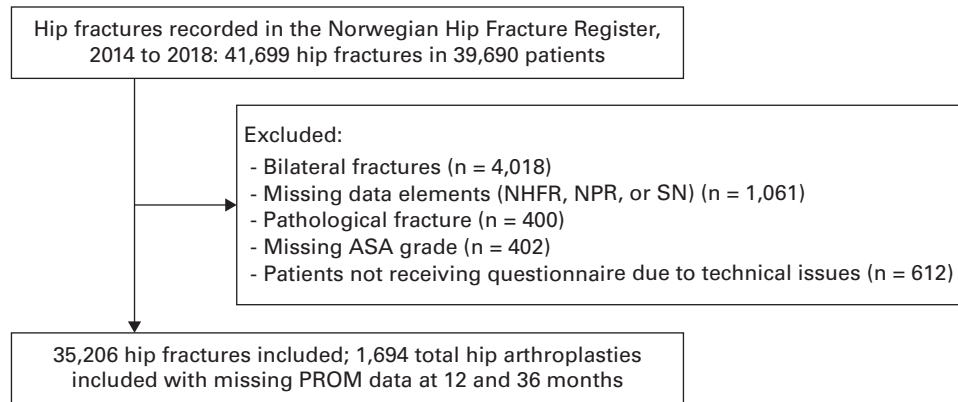 Hip fractures recorded in the Norwegian Hip Fracture Register,
2014 to 2018: 41,699 hip fractures in 39,690 patients
Excluded:
- Bilateral fractures (n = 4,018)
- Missing data elements (NHFR, NPR, or SN) (n = 1,061)
- Pathological fracture (n = 400)
- Missing ASA grade (n = 402)
- Patients not receiving questionnaire due to technical issues (n = 612)
35,206 hip fractures included; 1,694 total hip arthroplasties
included with missing PROM data at 12 and 36 months